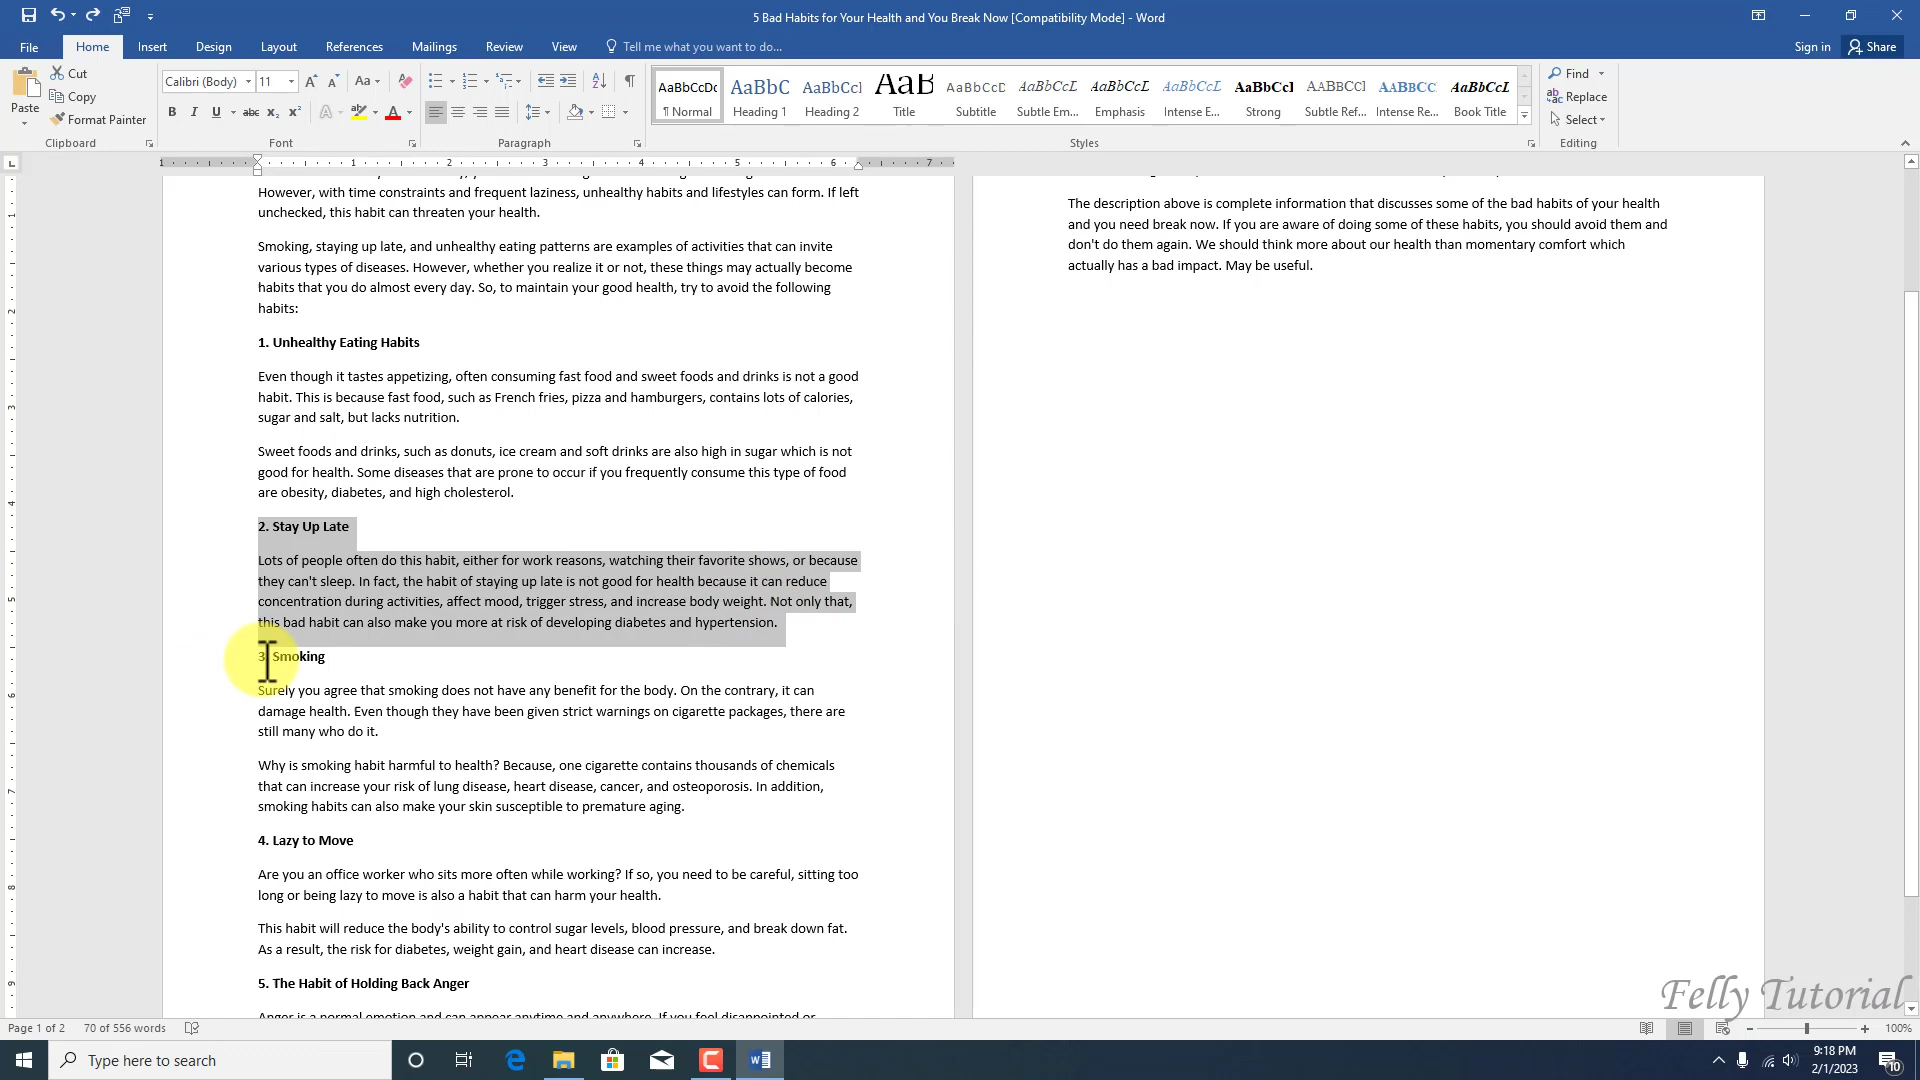 5 Bad Habits for Your Health and You Break Now [Compatibility Mode] - Word
File Home Insert Design Layout References Mailings Review View Tell me what you want to do... Sign in Share
Paste
Cut
Copy
Format Painter
Clipboard
Calibri (Body) 11
Font
Paragraph
AaBbCcDc AaBbC AaBbCcI AaB AaBbCcD AaBbCcL AaBbCcL AaBbCcL AaBbCcI AaBbCcI AaBbCc AaBbCcL
¶ Normal Heading 1 Heading 2 Title Subtitle Subtle Em... Emphasis Intense E... Strong Subtle Ref... Intense Re... Book Title
Styles
Find
Replace
Select
Editing
1 1 2 3 4 5 6 7
However, with time constraints and frequent laziness, unhealthy habits and lifestyles can form. If left
unchecked, this habit can threaten your health.
Smoking, staying up late, and unhealthy eating patterns are examples of activities that can invite
various types of diseases. However, whether you realize it or not, these things may actually become
habits that you do almost every day. So, to maintain your good health, try to avoid the following
habits:
1. Unhealthy Eating Habits
Even though it tastes appetizing, often consuming fast food and sweet foods and drinks is not a good
habit. This is because fast food, such as French fries, pizza and hamburgers, contains lots of calories,
sugar and salt, but lacks nutrition.
Sweet foods and drinks, such as donuts, ice cream and soft drinks are also high in sugar which is not
good for health. Some diseases that are prone to occur if you frequently consume this type of food
are obesity, diabetes, and high cholesterol.
2. Stay Up Late
Lots of people often do this habit, either for work reasons, watching their favorite shows, or because
they can't sleep. In fact, the habit of staying up late is not good for health because it can reduce
concentration during activities, affect mood, trigger stress, and increase body weight. Not only that,
this bad habit can also make you more at risk of developing diabetes and hypertension.
3. Smoking
Surely you agree that smoking does not have any benefit for the body. On the contrary, it can
damage health. Even though they have been given strict warnings on cigarette packages, there are
still many who do it.
Why is smoking habit harmful to health? Because, one cigarette contains thousands of chemicals
that can increase your risk of lung disease, heart disease, cancer, and osteoporosis. In addition,
smoking habits can also make your skin susceptible to premature aging.
4. Lazy to Move
Are you an office worker who sits more often while working? If so, you need to be careful, sitting too
long or being lazy to move is also a habit that can harm your health.
This habit will reduce the body's ability to control sugar levels, blood pressure, and break down fat.
As a result, the risk for diabetes, weight gain, and heart disease can increase.
5. The Habit of Holding Back Anger
Anger is a normal emotion and can appear anytime and anywhere. If you feel disappointed or
The description above is complete information that discusses some of the bad habits of your health
and you need break now. If you are aware of doing some of these habits, you should avoid them and
don't do them again. We should think more about our health than momentary comfort which
actually has a bad impact. May be useful.
Felly Tutorial
Page 1 of 2 70 of 556 words 100%
Type here to search
9:18 PM
2/1/2023
10